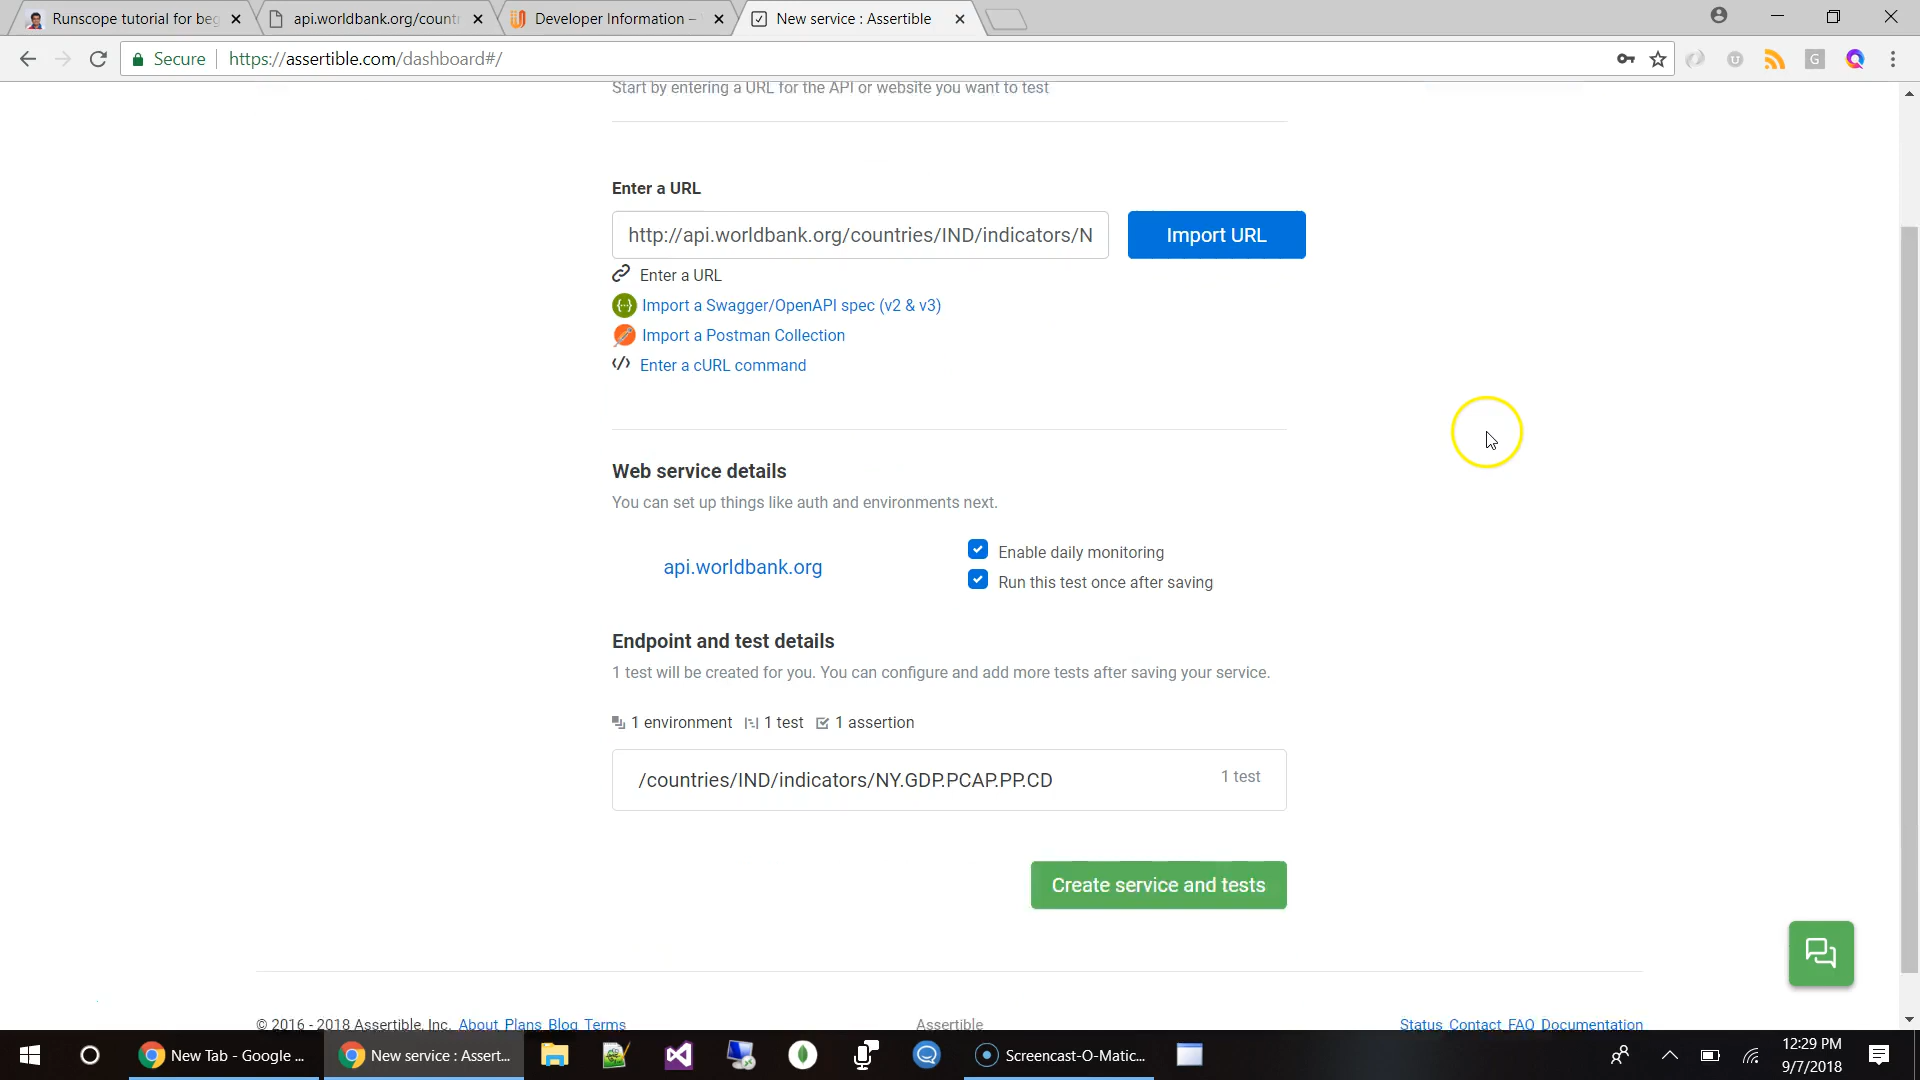 Runscope tutorial for beg
api.worldbank.org/count
Developer Information –
New service : Assertible
Secure
https://assertible.com/dashboard#/
Start by entering a URL for the API or website you want to test
Enter a URL
http://api.worldbank.org/countries/IND/indicators/N
Import URL
Enter a URL
Import a Swagger/OpenAPI spec (v2 & v3)
Import a Postman Collection
Enter a cURL command
Web service details
You can set up things like auth and environments next.
api.worldbank.org
Enable daily monitoring
Run this test once after saving
Endpoint and test details
1 test will be created for you. You can configure and add more tests after saving your service.
1 environment 1 test 1 assertion
/countries/IND/indicators/NY.GDP.PCAP.PP.CD
1 test
Create service and tests
© 2016 - 2018 Assertible, Inc. About Plans Blog Terms
Assertible
Status Contact FAQ Documentation
New Tab - Google ...
New service : Assert...
Screencast-O-Matic...
12:29 PM
9/7/2018